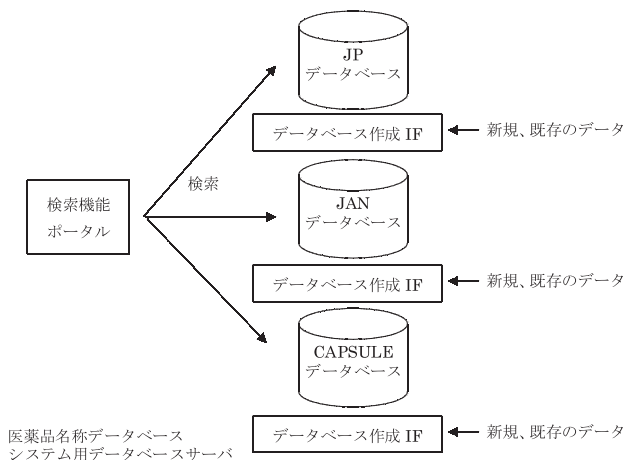 JP
データベース
データベース作成 IF
新規、既存のデータ
検索
検索機能
ポータル
JAN
データベース
データベース作成 IF
新規、既存のデータ
CAPSULE
データベース
データベース作成 IF
新規、既存のデータ
医薬品名称データベース
システム用データベースサーバ